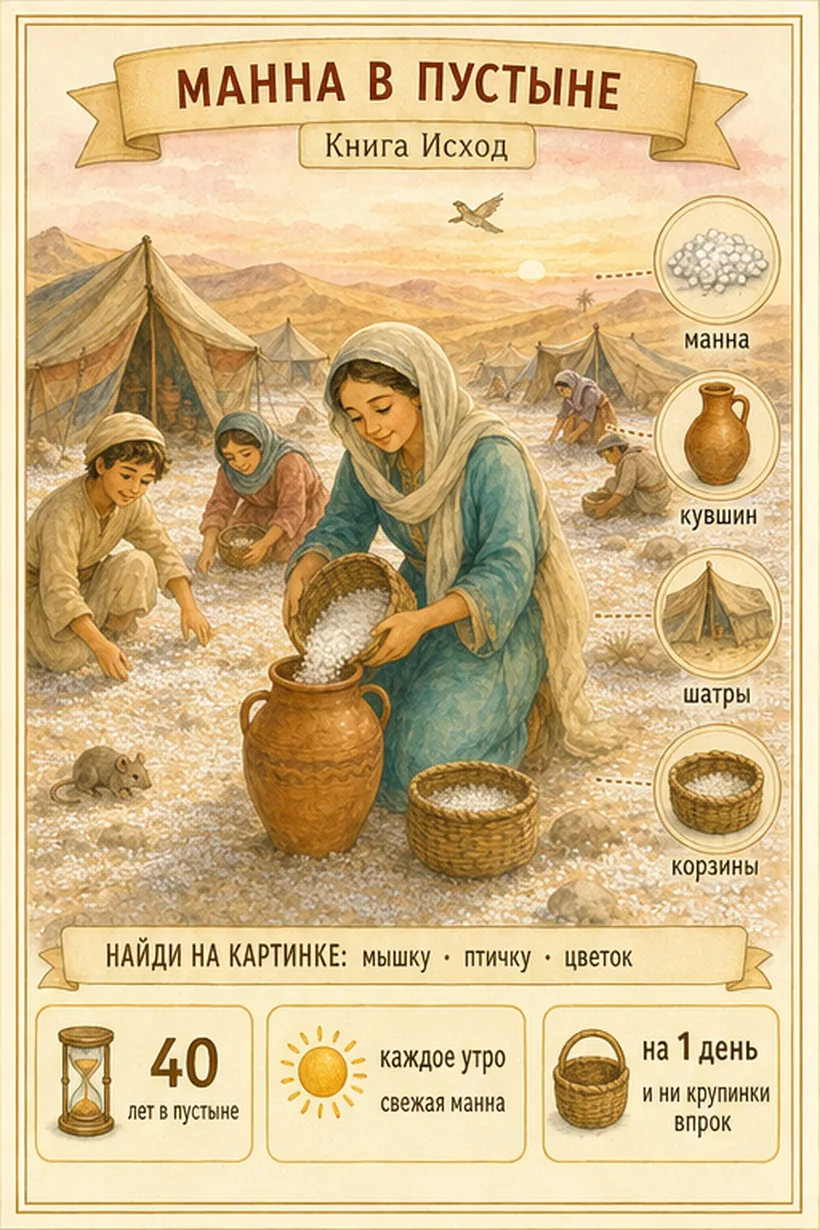 МАННА В ПУСТЫНЕ
Книга Исход
манна
кувшин
шатры
корзины
НАЙДИ НА КАРТИНКЕ: мышку · птичку · цветок
40
лет в пустыне
каждое утро
свежая манна
на 1 день
и ни крупинки
впрок